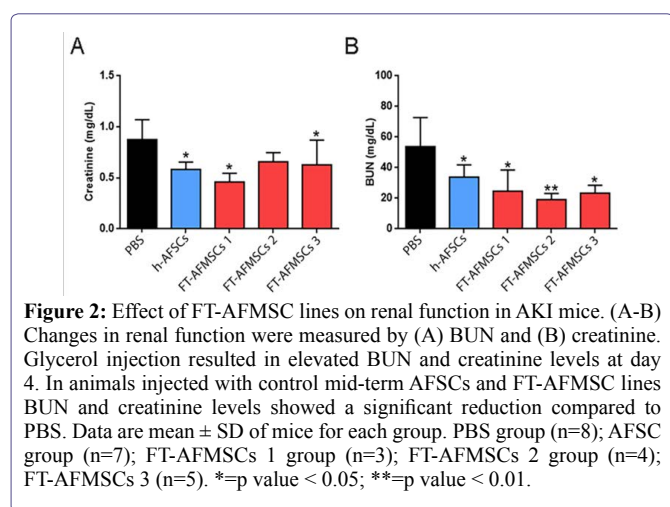 A
B
1.5
1.0
0.5
0.0
Creatinine (mg/dL)
*
*
*
PBS
h-AFSCs
FT-AFMSCs 1
FT-AFMSCs 2
FT-AFMSCs 3
100
80
60
40
20
0
BUN (mg/dL)
*
*
**
*
PBS
h-AFSCs
FT-AFMSCs 1
FT-AFMSCs 2
FT-AFMSCs 3
Figure 2: Effect of FT-AFMSC lines on renal function in AKI mice. (A-B)
Changes in renal function were measured by (A) BUN and (B) creatinine.
Glycerol injection resulted in elevated BUN and creatinine levels at day
4. In animals injected with control mid-term AFSCs and FT-AFMSC lines
BUN and creatinine levels showed a significant reduction compared to
PBS. Data are mean ± SD of mice for each group. PBS group (n=8); AFSC
group (n=7); FT-AFMSCs 1 group (n=3); FT-AFMSCs 2 group (n=4);
FT-AFMSCs 3 (n=5). *=p value < 0.05; **=p value < 0.01.